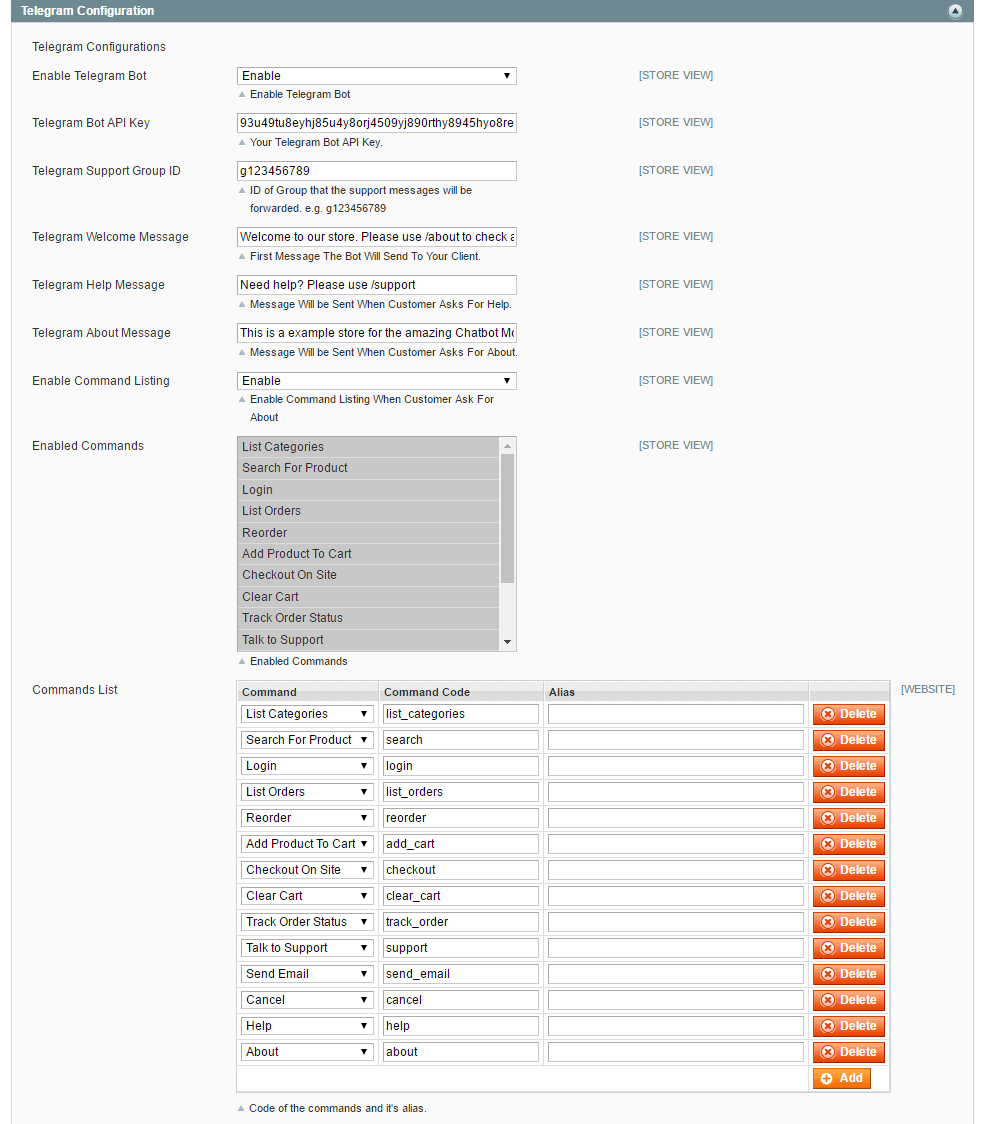 Telegram Configuration
Telegram Configurations
Enable Telegram Bot Enable [STORE VIEW]
Enable Telegram Bot
Telegram Bot API Key 93u49tu8eyhj85u4y8orj4509yj890rthy8945hyo8re [STORE VIEW]
Your Telegram Bot API Key.
Telegram Support Group ID g123456789 [STORE VIEW]
ID of Group that the support messages will be
forwarded. e.g. g123456789
Telegram Welcome Message Welcome to our store. Please use /about to check a [STORE VIEW]
First Message The Bot Will Send To Your Client.
Telegram Help Message Need help? Please use /support [STORE VIEW]
Message Will be Sent When Customer Asks For Help.
Telegram About Message This is a example store for the amazing Chatbot Mo [STORE VIEW]
Message Will be Sent When Customer Asks For About.
Enable Command Listing Enable [STORE VIEW]
Enable Command Listing When Customer Ask For
About
Enabled Commands List Categories [STORE VIEW]
Search For Product
Login
List Orders
Reorder
Add Product To Cart
Checkout On Site
Clear Cart
Track Order Status
Talk to Support
Enabled Commands
Commands List Command Command Code Alias [WEBSITE]
List Categories list_categories Delete
Search For Product search Delete
Login login Delete
List Orders list_orders Delete
Reorder reorder Delete
Add Product To Cart add_cart Delete
Checkout On Site checkout Delete
Clear Cart clear_cart Delete
Track Order Status track_order Delete
Talk to Support support Delete
Send Email send_email Delete
Cancel cancel Delete
Help help Delete
About about Delete
Add
Code of the commands and it's alias.